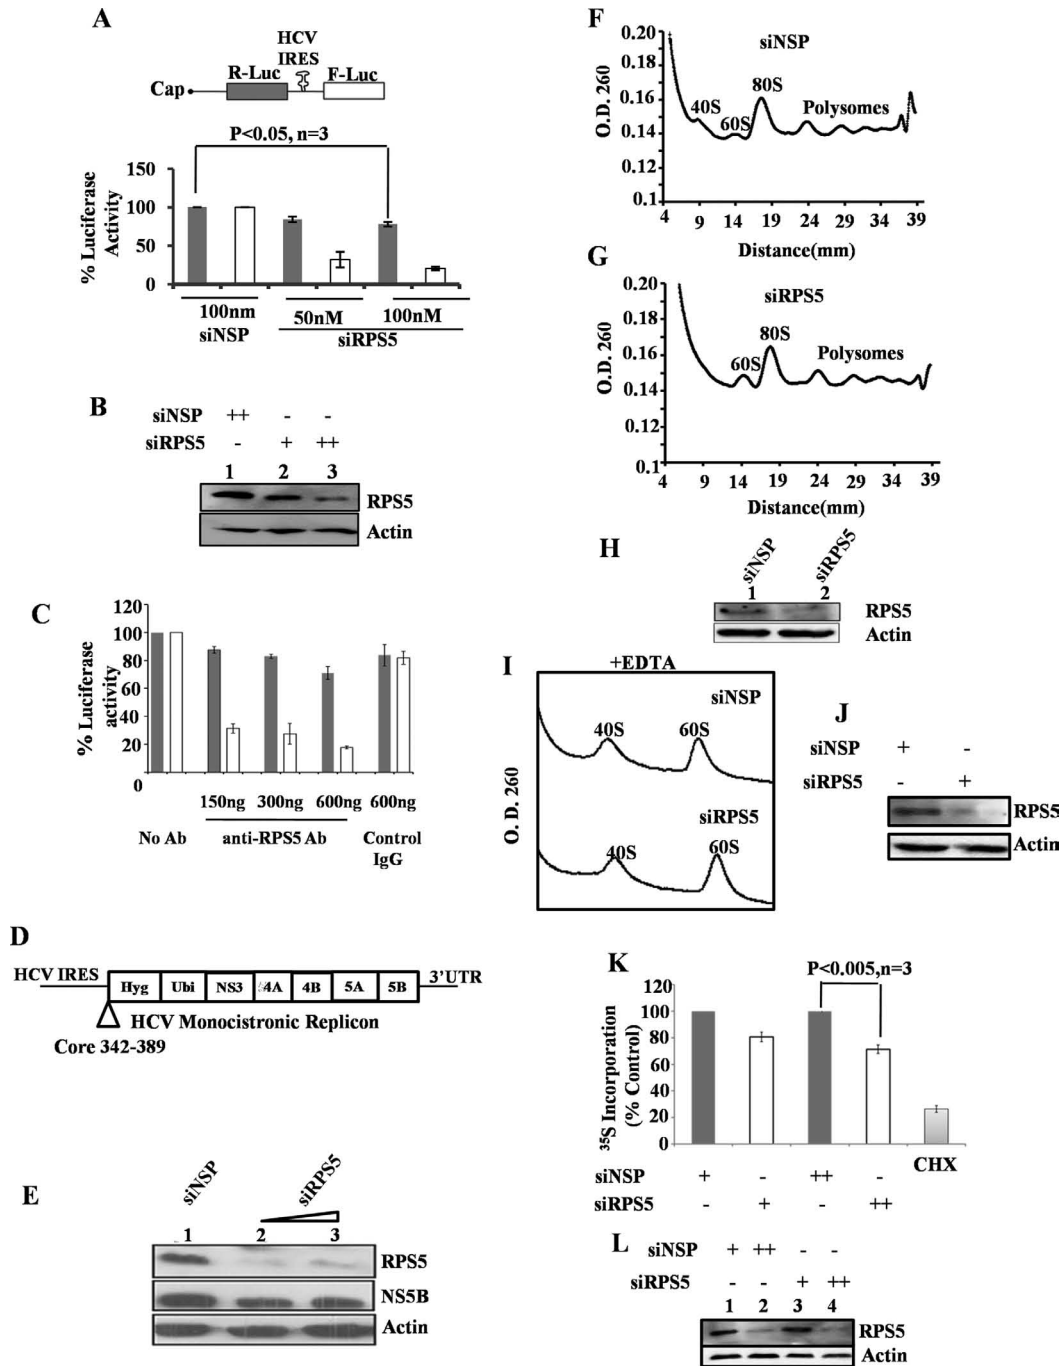 A
HCV
IRES
R-Luc
F-Luc
Cap
P<0.05, n=3
% Luciferase
Activity
150
100
50
0
100nm
50nM
100nM
siNSP
siRPS5
B
siNSP ++ - -
siRPS5 - + ++
1 2 3
RPS5
Actin
C
% Luciferase
activity
120
100
80
60
40
20
0
150ng 300ng 600ng 600ng
No Ab
anti-RPS5 Ab
Control
IgG
D
HCV IRES
Hyg Ubi NS3 4A 4B 5A 5B
3'UTR
HCV Monocistronic Replicon
Core 342-389
E
siNSP
siRPS5
1 2 3
RPS5
NS5B
Actin
F
siNSP
O.D. 260
0.20
0.16
0.14
0.12
0.1
40S
60S
80S
Polysomes
4 9 14 19 24 29 34 39
Distance(mm)
G
siRPS5
O.D. 260
0.20
0.16
0.14
0.12
0.1
60S
80S
Polysomes
4 9 14 19 24 29 34 39
Distance(mm)
H
siNSP
siRPS5
1 2
RPS5
Actin
I
+EDTA
O. D. 260
siNSP
40S
60S
siRPS5
40S
60S
J
siNSP + -
siRPS5 - +
RPS5
Actin
K
P<0.005,n=3
35S Incorporation
(% Control)
120
100
80
60
40
20
0
CHX
siNSP + - ++ -
siRPS5 - + - ++
L
siNSP + ++ - -
siRPS5 - - + ++
1 2 3 4
RPS5
Actin